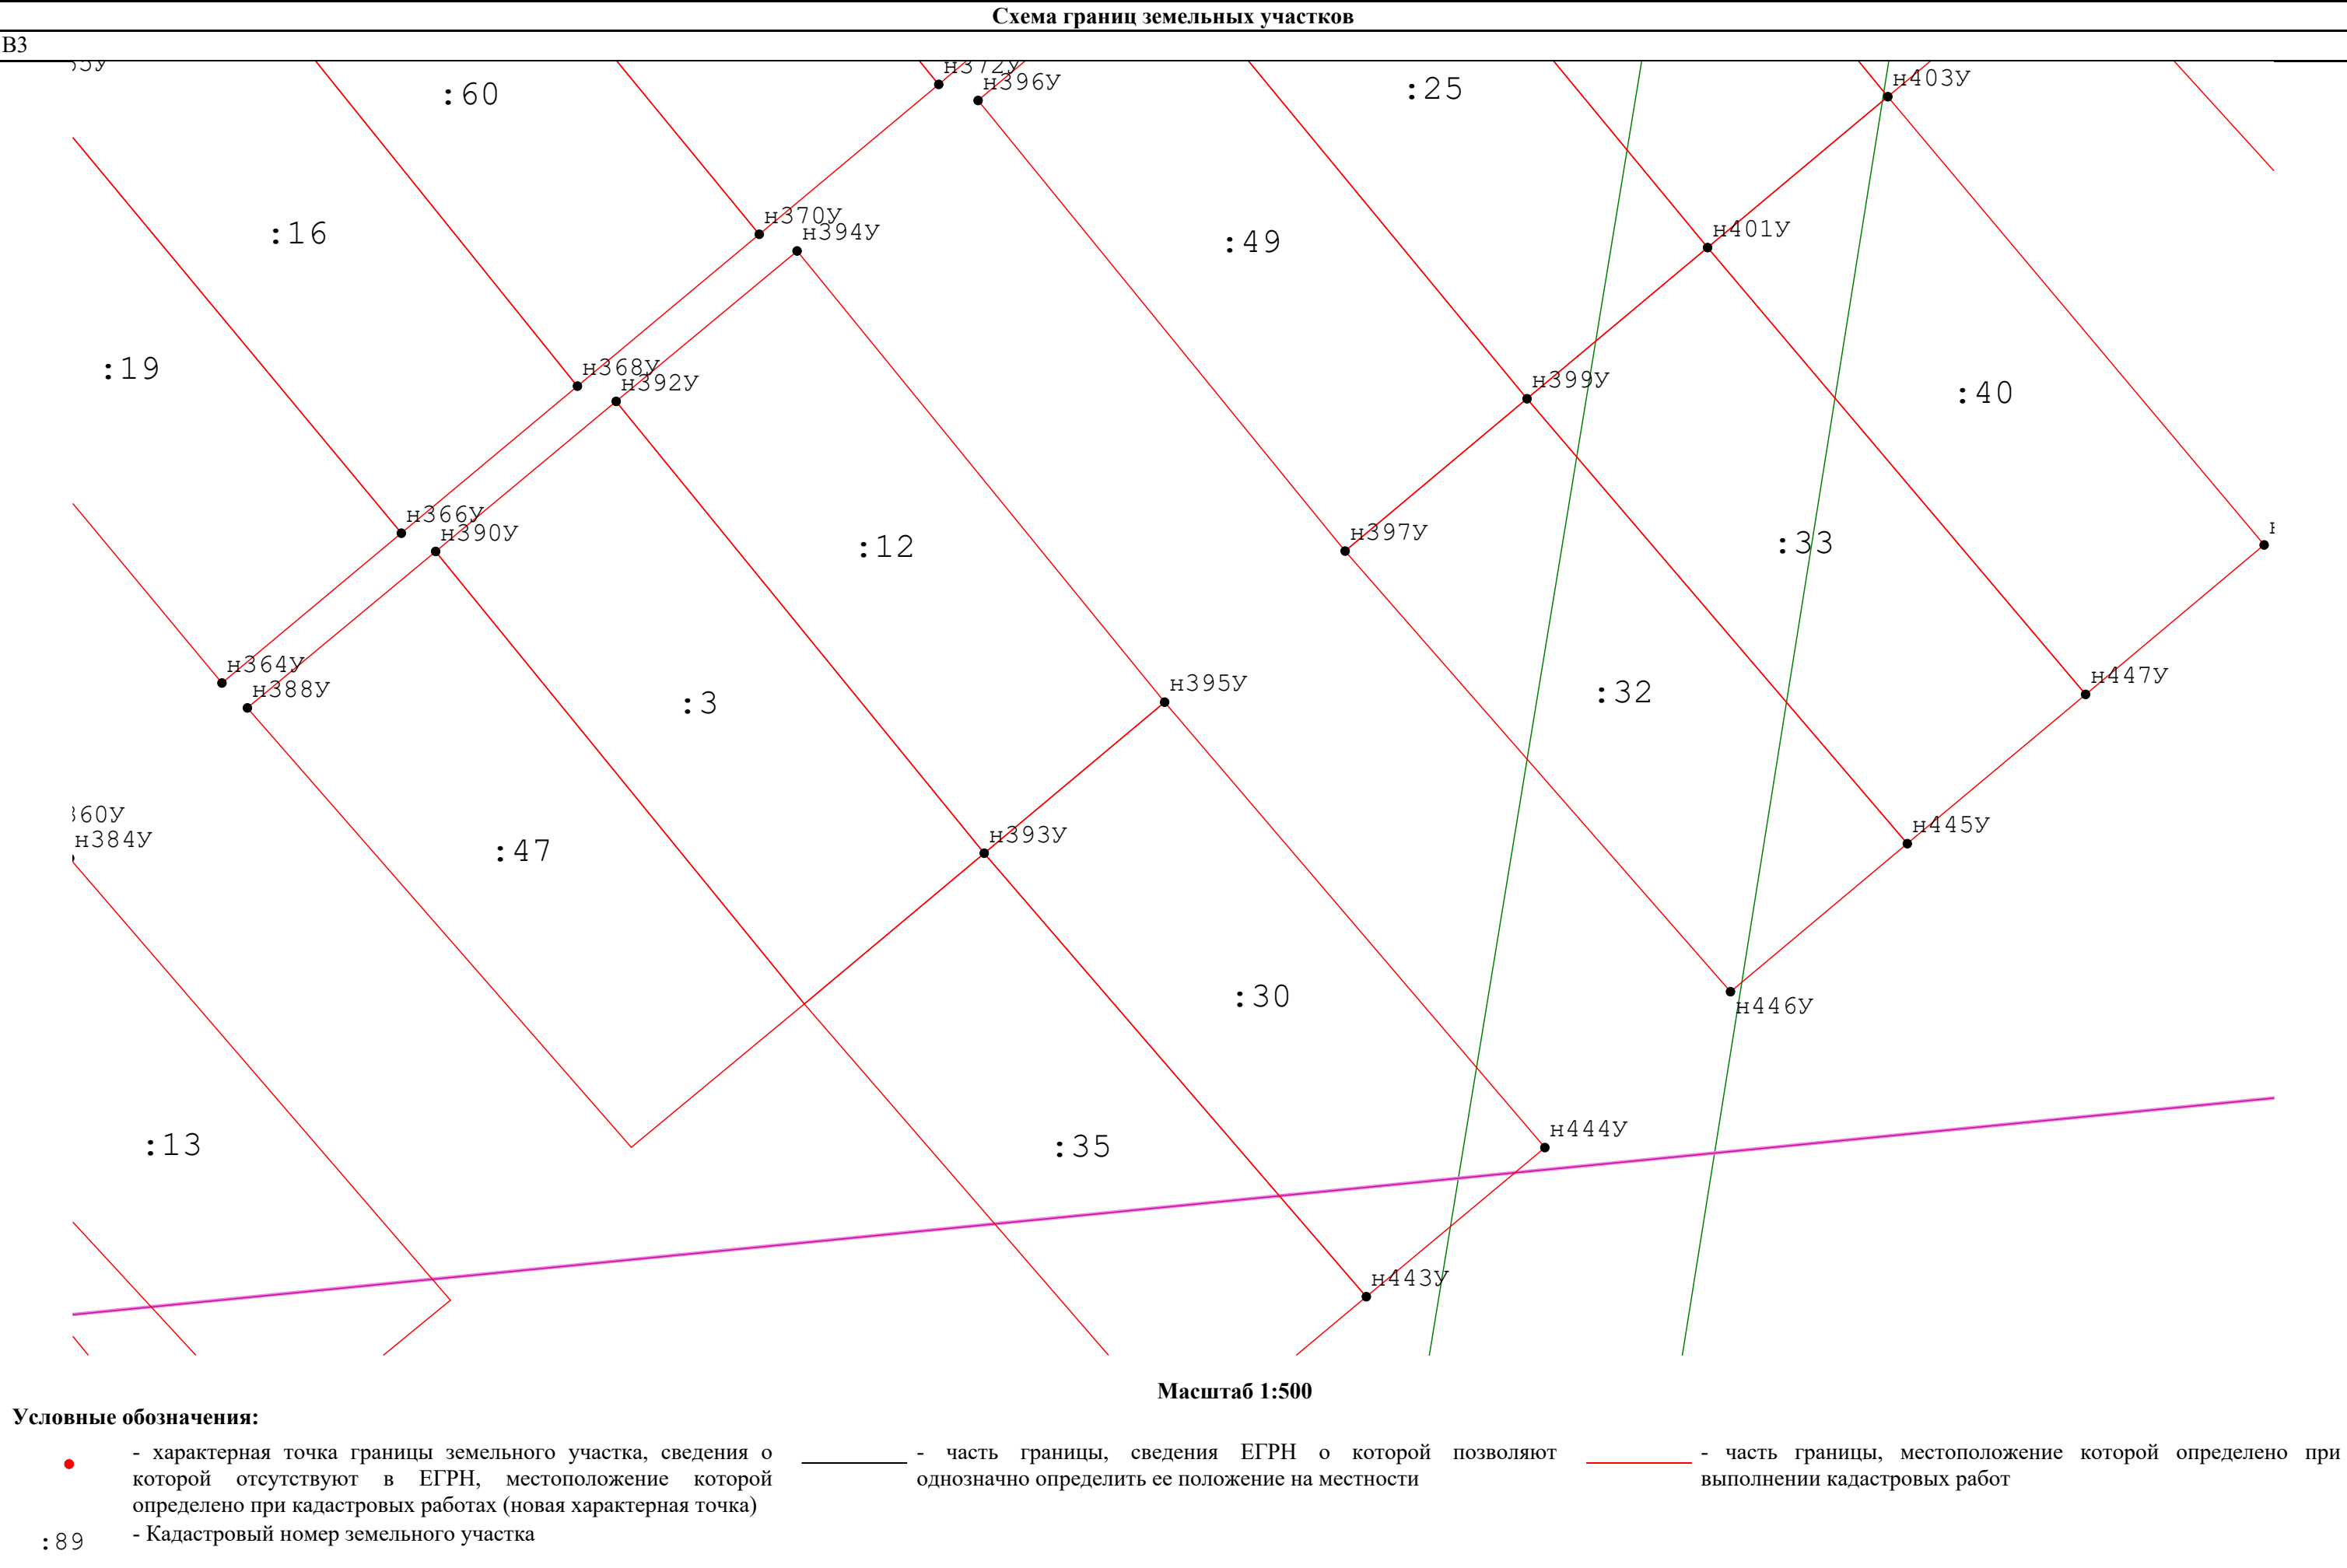 Схема границ земельных участков
В3
:60
н372У
н396У
:25
н403У
:16
н370У
н394У
:49
н401У
:19
н368У
н392У
н399У
:40
н366У
н390У
:12
н397У
:33
н364У
н388У
:3
н395У
:32
н447У
н384У
:47
н393У
н445У
:30
н446У
:13
:35
н444У
н443У
Масштаб 1:500
Условные обозначения:
- характерная точка границы земельного участка, сведения о
которой отсутствуют в ЕГРН, местоположение которой
определено при кадастровых работах (новая характерная точка)
- часть границы, сведения ЕГРН о которой позволяют
однозначно определить ее положение на местности
- часть границы, местоположение которой определено при
выполнении кадастровых работ
:89
- Кадастровый номер земельного участка